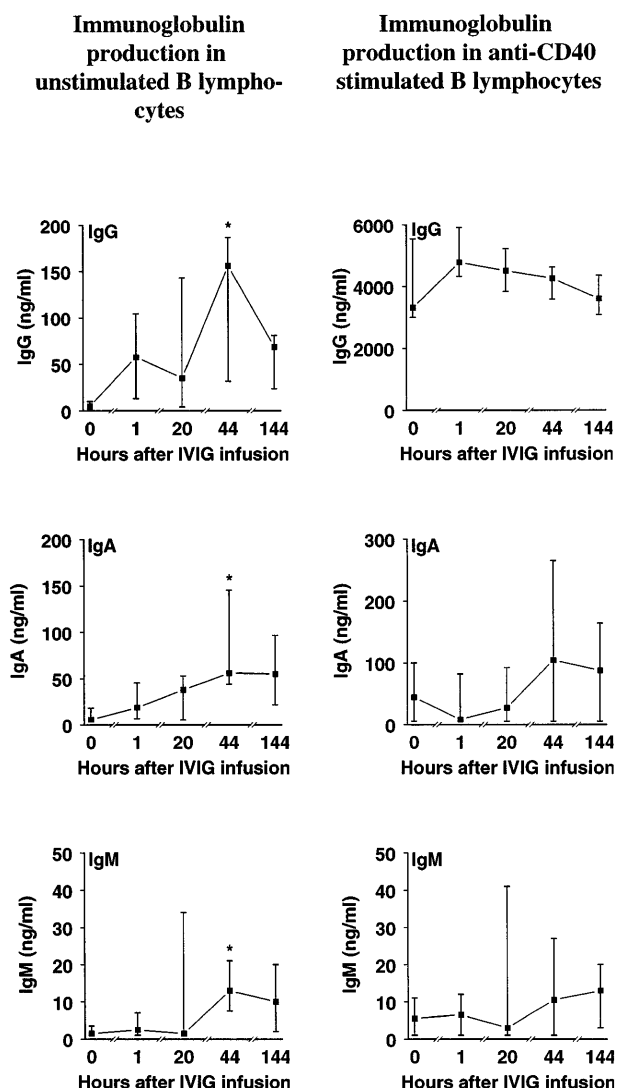 Immunoglobulin
production in
unstimulated B lympho-
cytes
Immunoglobulin
production in anti-CD40
stimulated B lymphocytes
IgG
IgG (ng/ml)
200
150
100
50
0
*
0 1 20 44 144
Hours after IVIG infusion
IgG
IgG (ng/ml)
6000
4000
2000
0
0 1 20 44 144
Hours after IVIG infusion
IgA
IgA (ng/ml)
200
150
100
50
0
*
0 1 20 44 144
Hours after IVIG infusion
IgA
IgA (ng/ml)
300
200
100
0
0 1 20 44 144
Hours after IVIG infusion
IgM
IgM (ng/ml)
50
40
30
20
10
0
*
0 1 20 44 144
Hours after IVIG infusion
IgM
IgM (ng/ml)
50
40
30
20
10
0
0 1 20 44 144
Hours after IVIG infusion